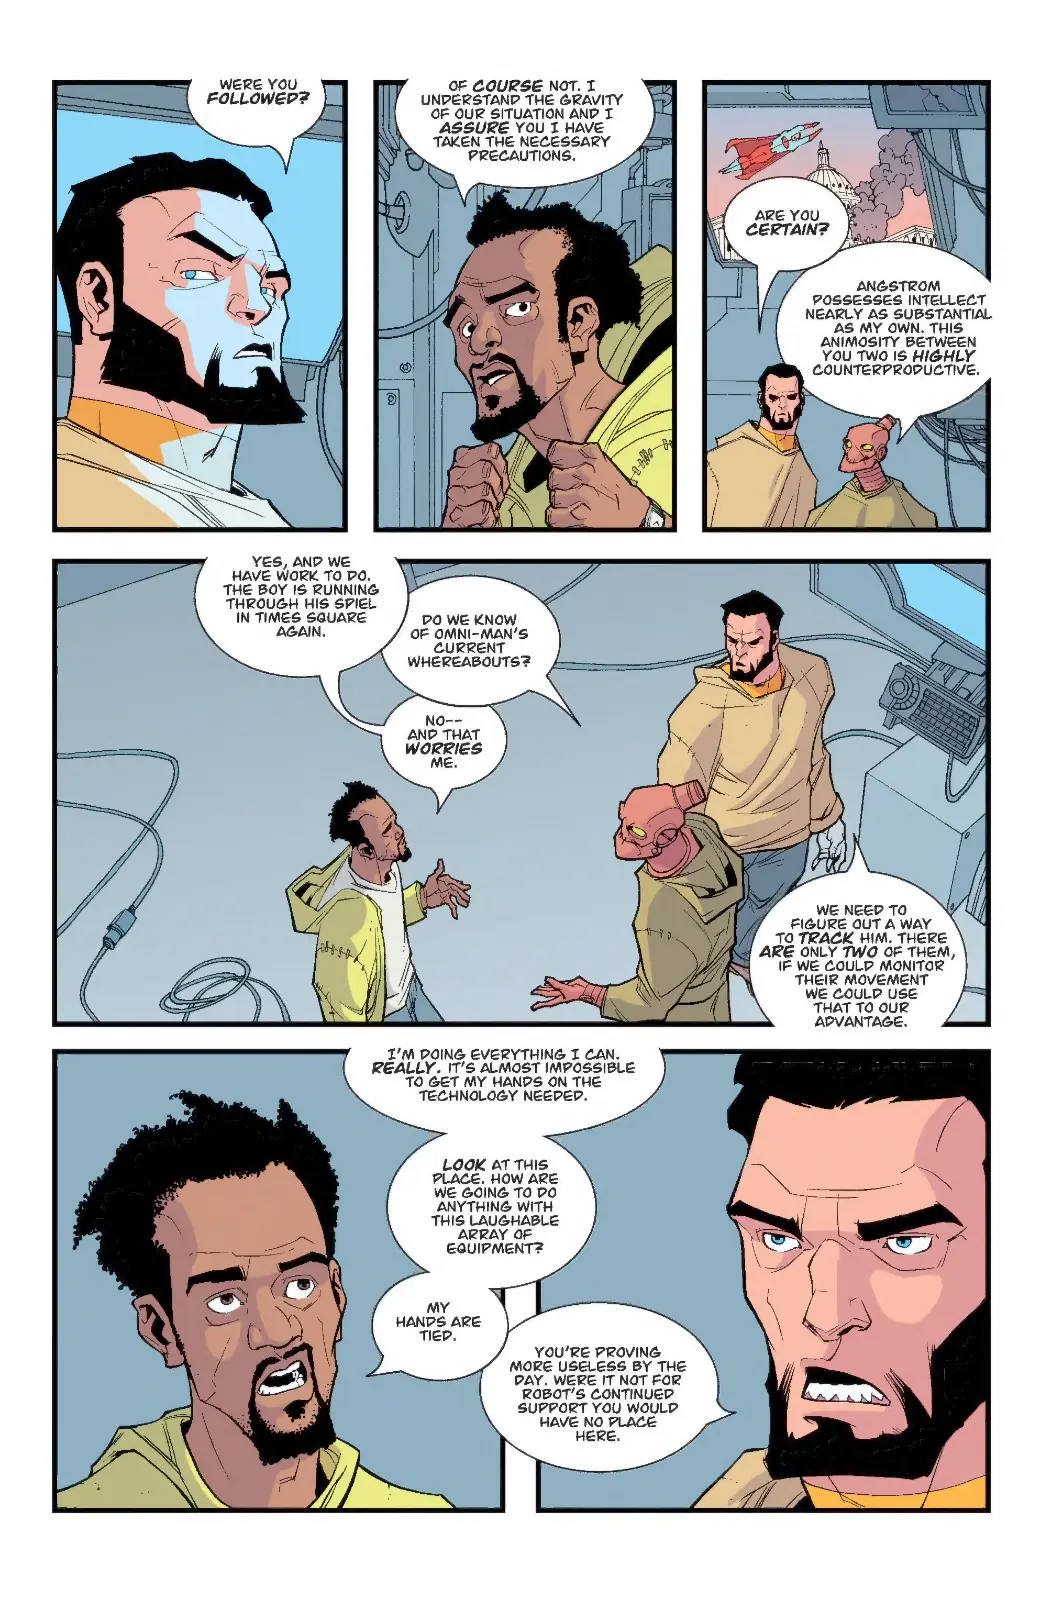 WERE YOU
FOLLOWED?
OF COURSE NOT. I
UNDERSTAND THE GRAVITY
OF OUR SITUATION AND I
ASSURE YOU I HAVE
TAKEN THE NECESSARY
PRECAUTIONS.
ARE YOU
CERTAIN?
ANGSTROM
POSSESSES INTELLECT
NEARLY AS SUBSTANTIAL
AS MY OWN. THIS
ANIMOSITY BETWEEN
YOU TWO IS HIGHLY
COUNTERPRODUCTIVE.
YES, AND WE
HAVE WORK TO DO.
THE BOY IS RUNNING
THROUGH HIS SPIEL
IN TIMES SQUARE
AGAIN.
DO WE KNOW
OF OMNI-MAN'S
CURRENT
WHEREABOUTS?
NO--
AND THAT
WORRIES
ME.
WE NEED TO
FIGURE OUT A WAY
TO TRACK HIM. THERE
ARE ONLY TWO OF THEM,
IF WE COULD MONITOR
THEIR MOVEMENT
WE COULD USE
THAT TO OUR
ADVANTAGE.
I'M DOING EVERYTHING I CAN.
REALLY. IT'S ALMOST IMPOSSIBLE
TO GET MY HANDS ON THE
TECHNOLOGY NEEDED.
LOOK AT THIS
PLACE. HOW ARE
WE GOING TO DO
ANYTHING WITH
THIS LAUGHABLE
ARRAY OF
EQUIPMENT?
MY
HANDS ARE
TIED.
YOU'RE PROVING
MORE USELESS BY THE
DAY. WERE IT NOT FOR
ROBOT'S CONTINUED
SUPPORT YOU WOULD
HAVE NO PLACE
HERE.